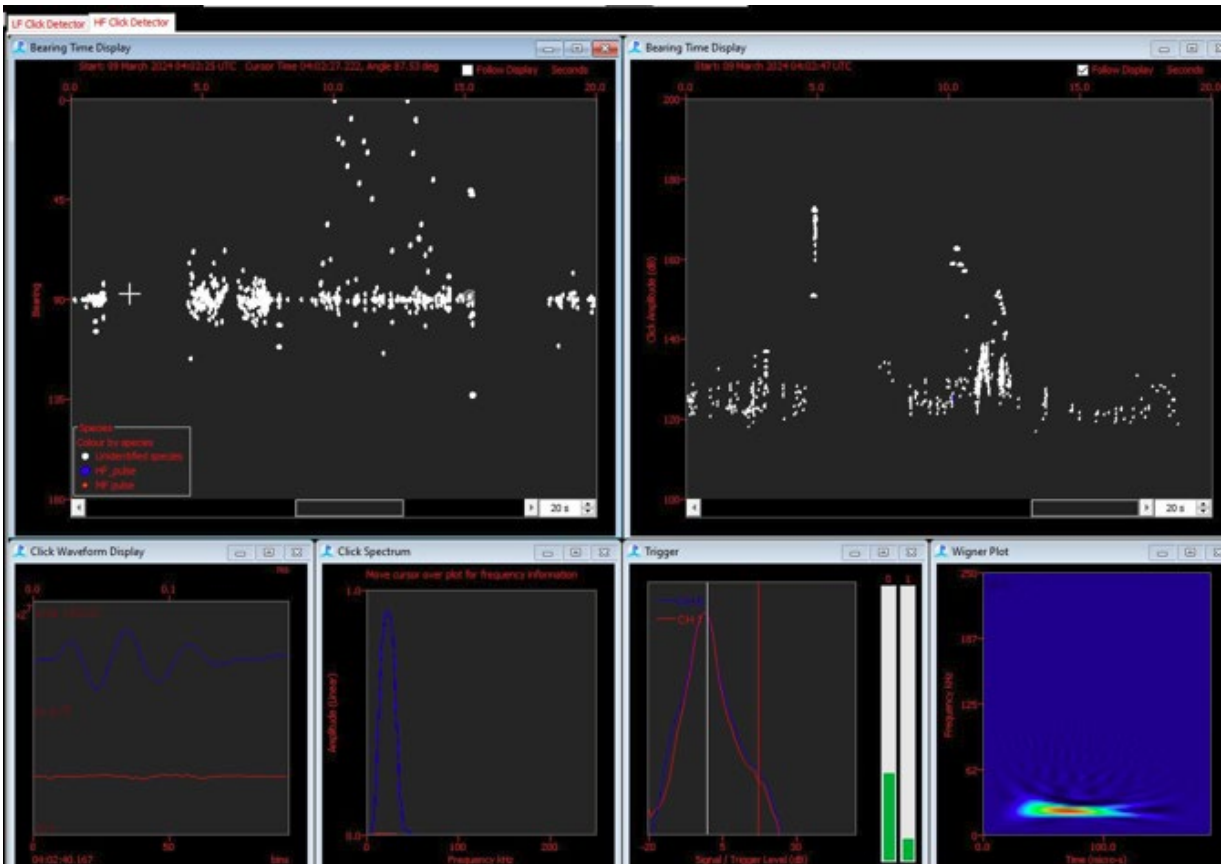 LF Click Detector HF Click Detector
Bearing Time Display
Start: 09 March 2024 04:02:25 UTC Cursor Time 04:02:27.222, Angle 87.53 deg Follow Display Seconds
0.0 5.0 10.0 15.0 20.0
0
45
90
135
180
Bearing
Species
Colour by species
Unidentified species
HF_pulse
MF pulse
20 s
Bearing Time Display
Start: 09 March 2024 04:02:47 UTC Follow Display Seconds
5.0 10.0 15.0 20.0
200
180
160
140
120
100
Click Amplitude (dB)
20 s
Click Waveform Display
0.0 0.1
0 50
04:02:40.167 bins
Click Spectrum
Move cursor over plot for frequency information
1.0
0.0
Amplitude (Linear)
0 100 200
Frequency kHz
Trigger
CH 1
-20 5 30
Signal / Trigger Level (dB)
0 1
Wigner Plot
250
187
125
62
0
Frequency kHz
0.0 100.0